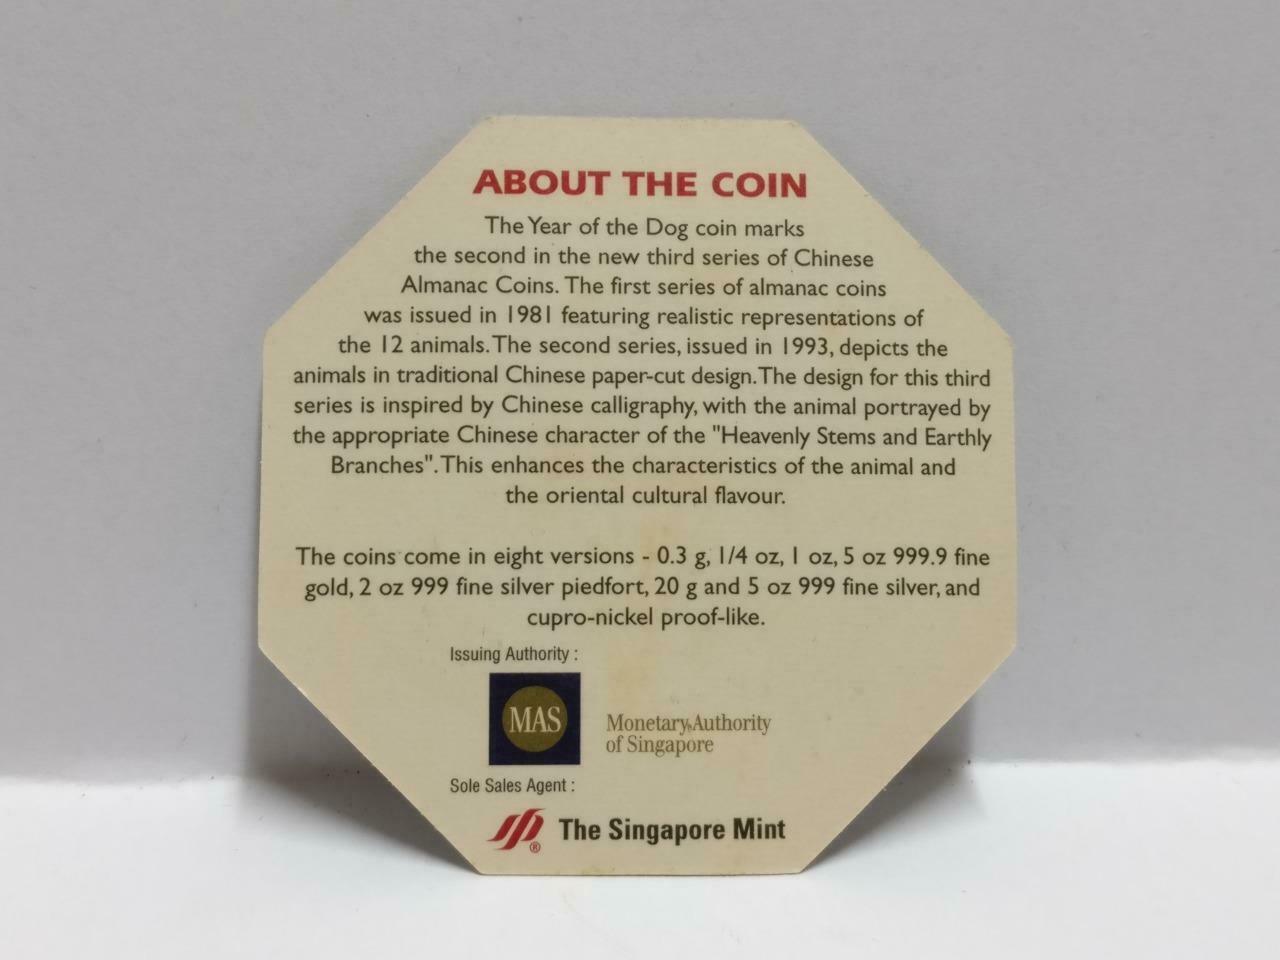 ABOUT THE COIN
The Year of the Dog coin marks
the second in the new third series of Chinese
Almanac Coins. The first series of almanac coins
was issued in 1981 featuring realistic representations of
the 12 animals. The second series, issued in 1993, depicts the
animals in traditional Chinese paper-cut design. The design for this third
series is inspired by Chinese calligraphy, with the animal portrayed by
the appropriate Chinese character of the "Heavenly Stems and Earthly
Branches". This enhances the characteristics of the animal and
the oriental cultural flavour.
The coins come in eight versions - 0.3 g, 1/4 oz, 1 oz, 5 oz 999.9 fine
gold, 2 oz 999 fine silver piedfort, 20 g and 5 oz 999 fine silver, and
cupro-nickel proof-like.
Issuing Authority :
MAS
Monetary Authority
of Singapore
Sole Sales Agent :
® The Singapore Mint